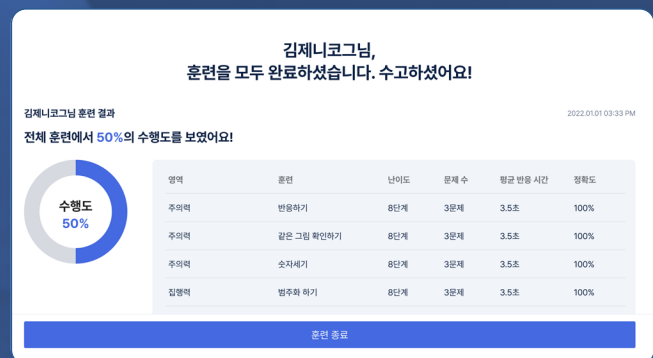 김제니코그님,
훈련을 모두 완료하셨습니다. 수고하셨어요!
김제니코그님 훈련 결과
2022.01.01 03:33 PM
전체 훈련에서 50%의 수행도를 보였어요!
수행도
50%
영역 훈련 난이도 문제 수 평균 반응 시간 정확도
주의력 반응하기 8단계 3문제 3.5초 100%
주의력 같은 그림 확인하기 8단계 3문제 3.5초 100%
주의력 숫자세기 8단계 3문제 3.5초 100%
집행력 범주화 하기 8단계 3문제 3.5초 100%
훈련 종료